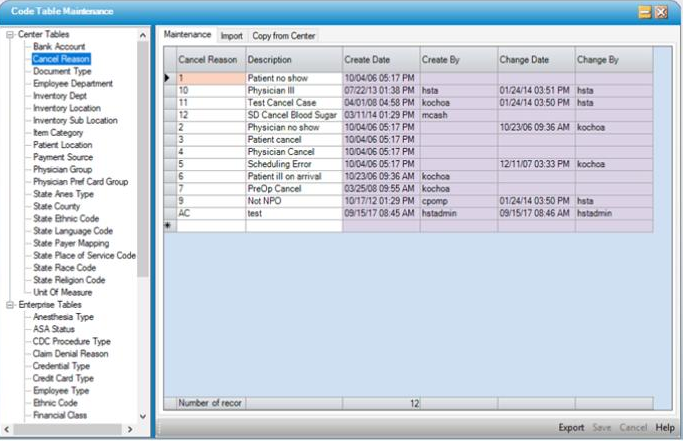 Code Table Maintenance
Center Tables
Bank Account
Cancel Reason
Document Type
Employee Department
Inventory Dept
Inventory Location
Inventory Sub Location
Item Category
Patient Location
Payment Source
Physician Group
Physician Pref Card Group
State Anes Type
State County
State Ethnic Code
State Language Code
State Payer Mapping
State Place of Service Code
State Race Code
State Religion Code
Unit Of Measure
Enterprise Tables
Anesthesia Type
ASA Status
CDC Procedure Type
Claim Denial Reason
Credential Type
Credit Card Type
Employee Type
Ethnic Code
Financial Class
Maintenance Import Copy from Center
Cancel Reason Description Create Date Create By Change Date Change By
1 Patient no show 10/04/06 05:17 PM
10 Physician Ill 07/22/13 01:38 PM hsta 01/24/14 03:51 PM hsta
11 Test Cancel Case 04/01/08 04:58 PM kochoa 01/24/14 03:50 PM hsta
12 SD Cancel Blood Sugar 03/11/14 01:29 PM mcash
2 Physician no show 10/04/06 05:17 PM 10/23/06 09:36 AM kochoa
3 Patient cancel 10/04/06 05:17 PM
4 Physician Cancel 10/04/06 05:17 PM
5 Scheduling Error 10/04/06 05:17 PM 12/11/07 03:33 PM kochoa
6 Patient ill on arrival 10/23/06 09:36 AM kochoa
7 PreOp Cancel 03/25/08 09:55 AM kochoa
9 Not NPO 10/17/12 01:29 PM cpomp 01/24/14 03:50 PM hsta
AC test 09/15/17 08:45 AM hstadmin 09/15/17 08:46 AM hstadmin
Number of recor 12
Export Save Cancel Help